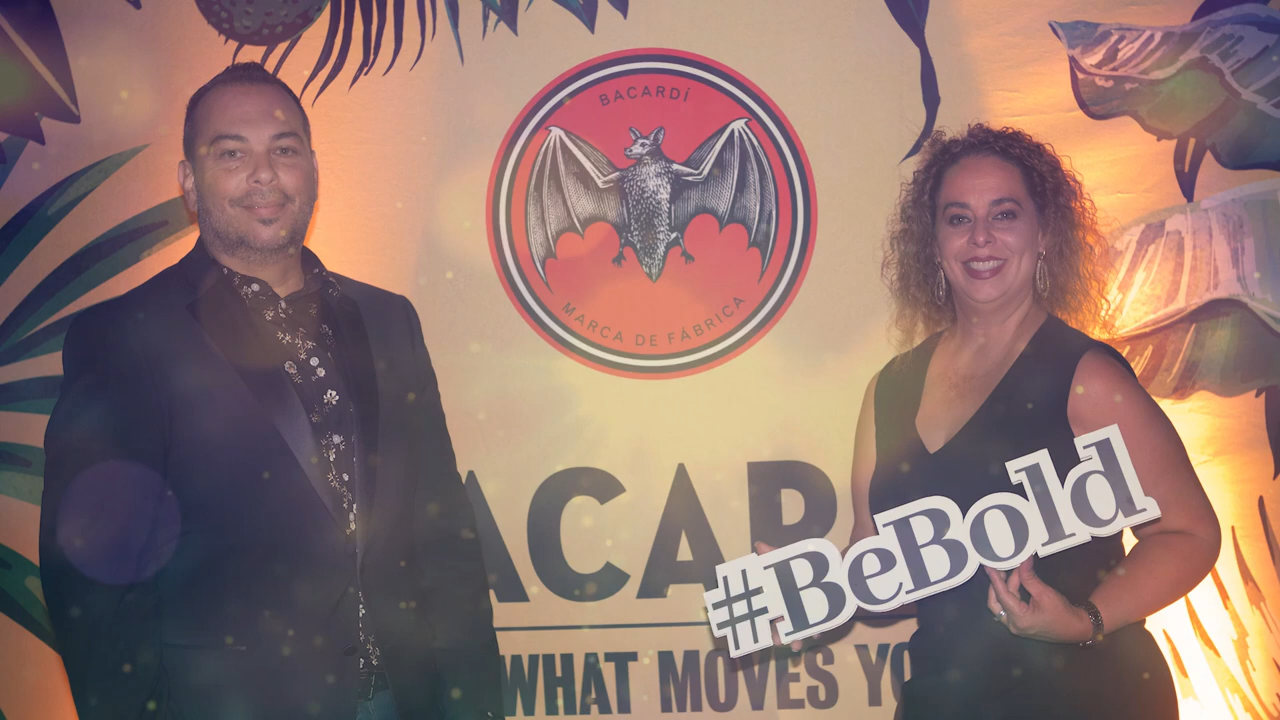 BACARDÍ
MARCA DE FÁBRICA
ACAR
#BeBold
WHAT MOVES YO